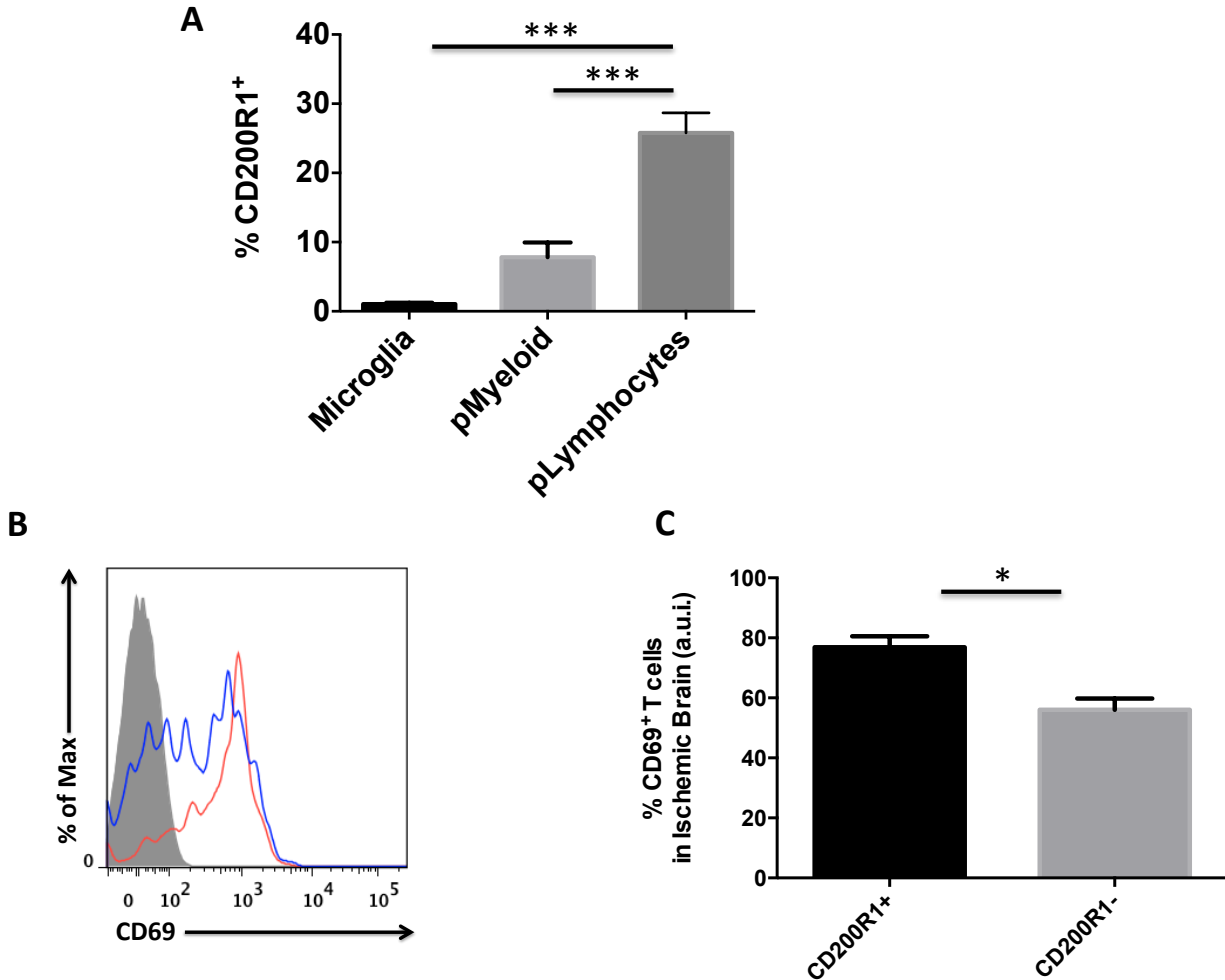 A
***
***
% CD200R1⁺
40
30
20
10
0
Microglia
pMyeloid
pLymphocytes
B
% of Max
0
0 10² 10³ 10⁴ 10⁵
CD69
C
*
% CD69⁺ T cells
in Ischemic Brain (a.u.i.)
100
80
60
40
20
0
CD200R1+
CD200R1-